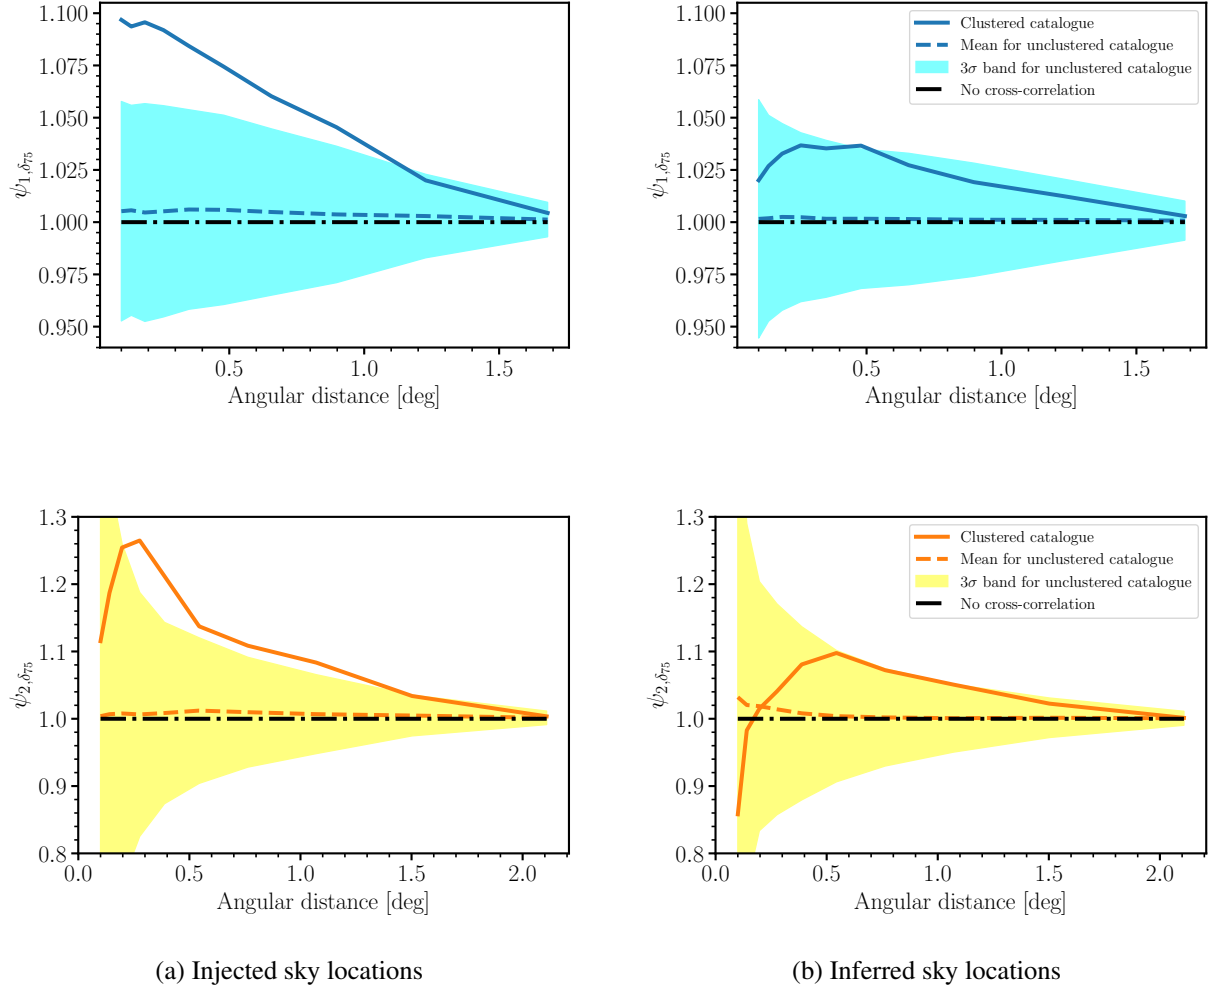 1.100
1.075
1.050
1.025
1.000
0.975
0.950
ψ1,δ75
0.5 1.0 1.5
Angular distance [deg]
1.100
1.075
1.050
1.025
1.000
0.975
0.950
ψ1,δ75
Clustered catalogue
Mean for unclustered catalogue
3σ band for unclustered catalogue
No cross-correlation
0.5 1.0 1.5
Angular distance [deg]
1.3
1.2
1.1
1.0
0.9
0.8
ψ2,δ75
0.0 0.5 1.0 1.5 2.0
Angular distance [deg]
1.3
1.2
1.1
1.0
0.9
0.8
ψ2,δ75
Clustered catalogue
Mean for unclustered catalogue
3σ band for unclustered catalogue
No cross-correlation
0.0 0.5 1.0 1.5 2.0
Angular distance [deg]
(a) Injected sky locations
(b) Inferred sky locations